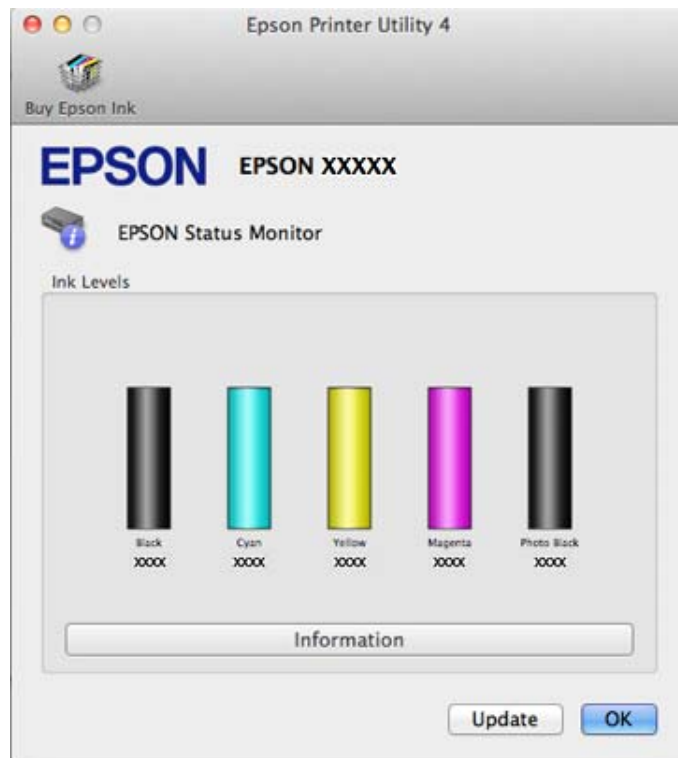 Epson Printer Utility 4
Buy Epson Ink
EPSON EPSON XXXXX
EPSON Status Monitor
Ink Levels
Black Cyan Yellow Magenta Photo Black
XXXX XXXX XXXX XXXX XXXX
Information
Update OK